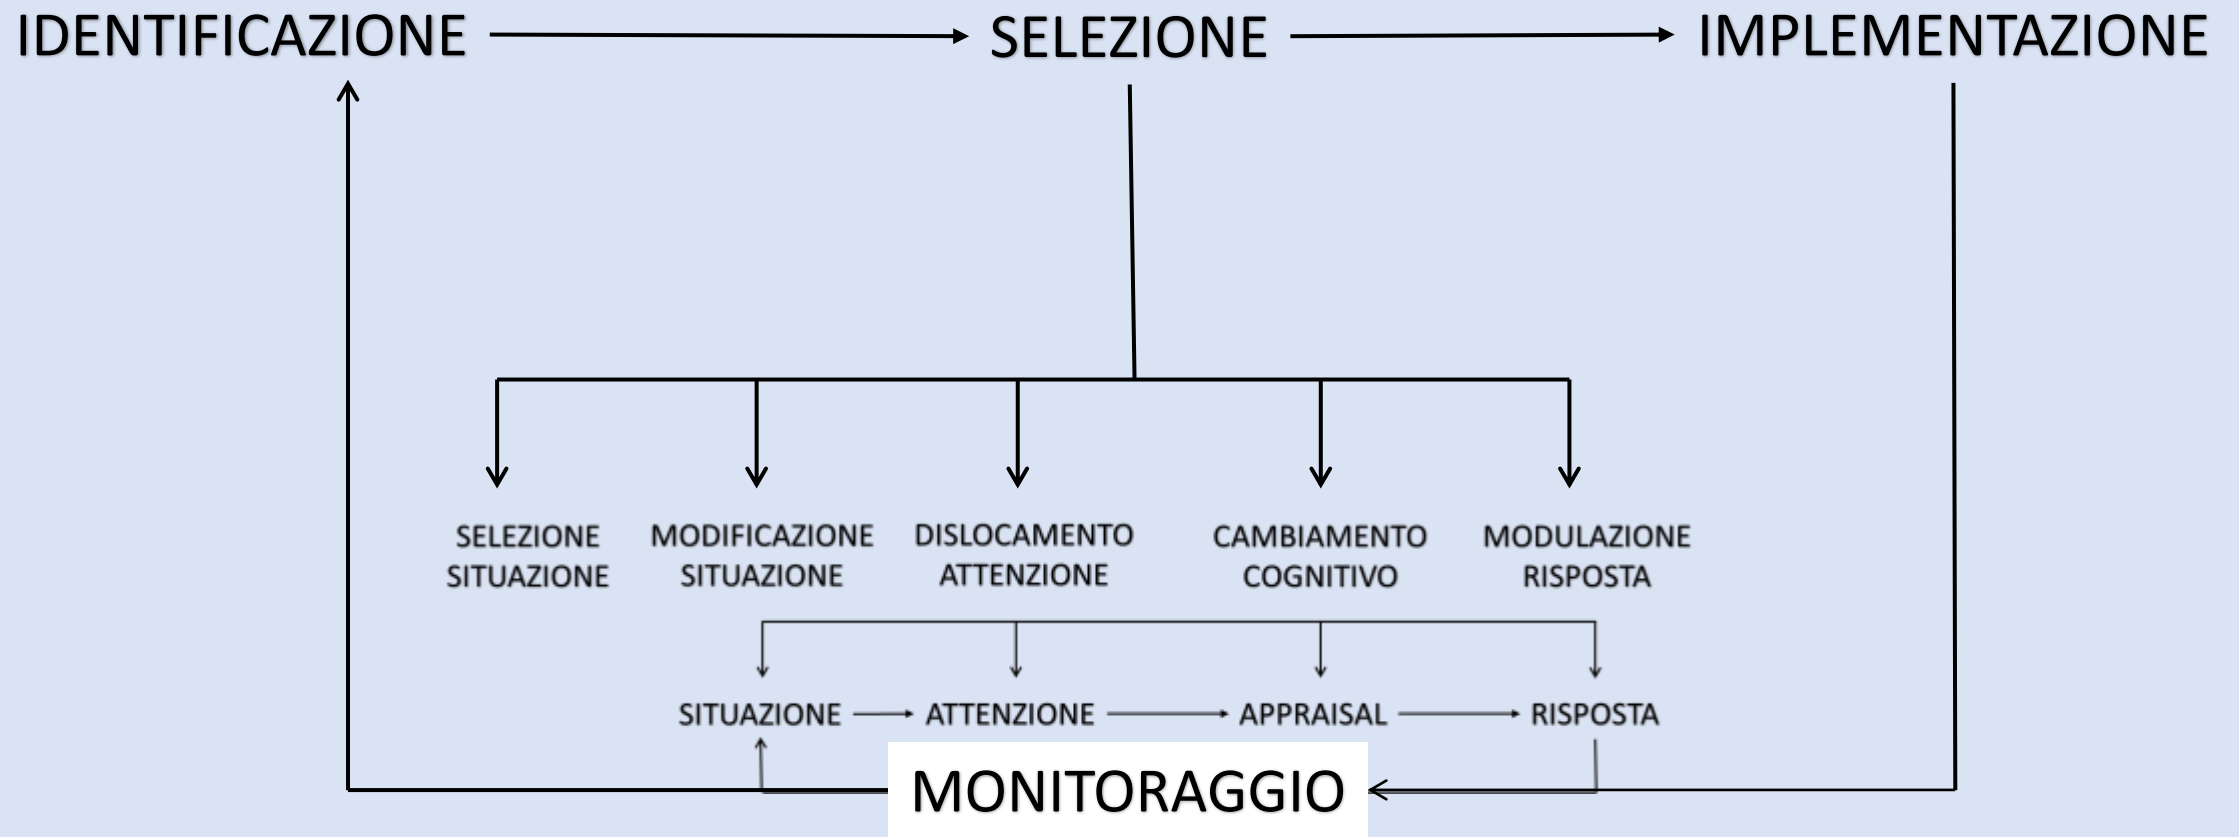 IDENTIFICAZIONE
SELEZIONE
IMPLEMENTAZIONE
SELEZIONE
SITUAZIONE
MODIFICAZIONE
SITUAZIONE
DISLOCAMENTO
ATTENZIONE
CAMBIAMENTO
COGNITIVO
MODULAZIONE
RISPOSTA
SITUAZIONE
ATTENZIONE
APPRAISAL
RISPOSTA
MONITORAGGIO